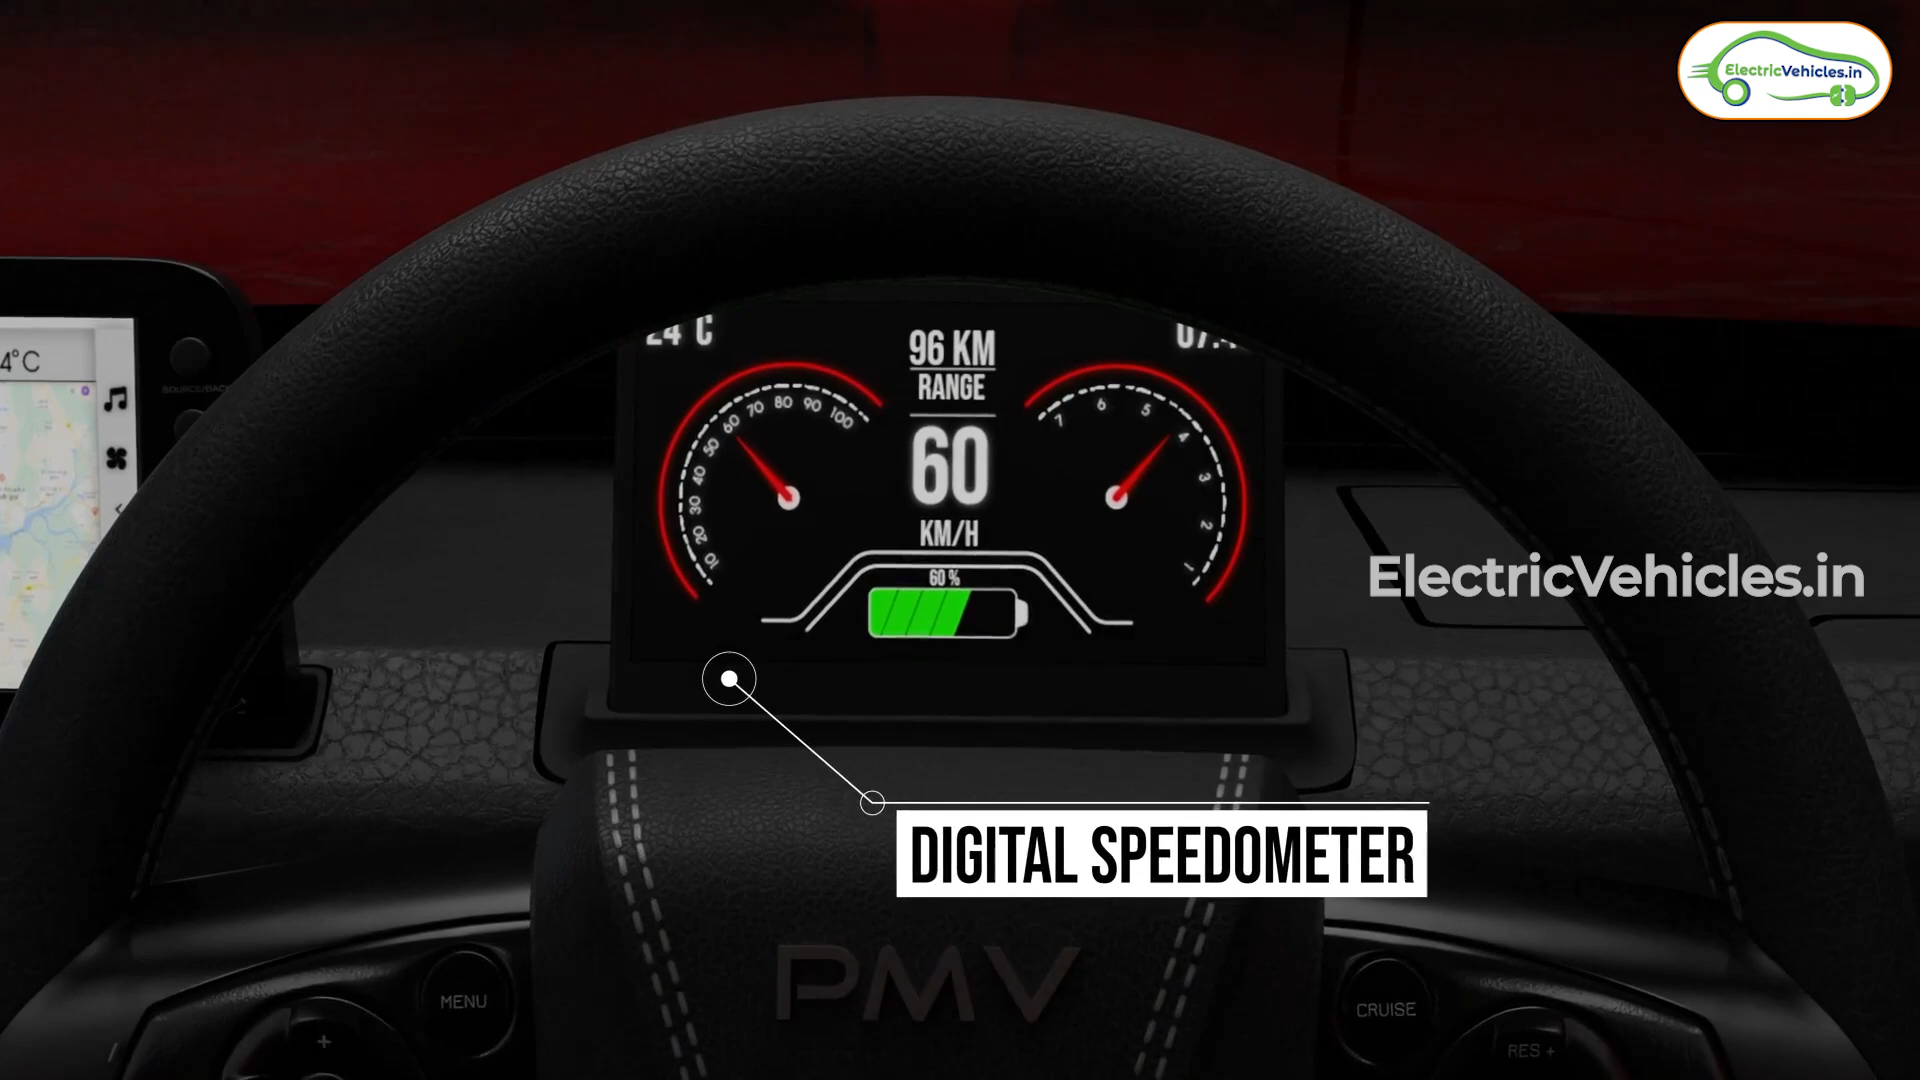 ElectricVehicles.in
24°C
96 KM
RANGE
60
KM/H
60 %
10
20
30
40
50
60
70
80
90
100
7
6
5
4
3
2
1
4°C
ElectricVehicles.in
DIGITAL SPEEDOMETER
PMV
MENU
+
CRUISE
RES +